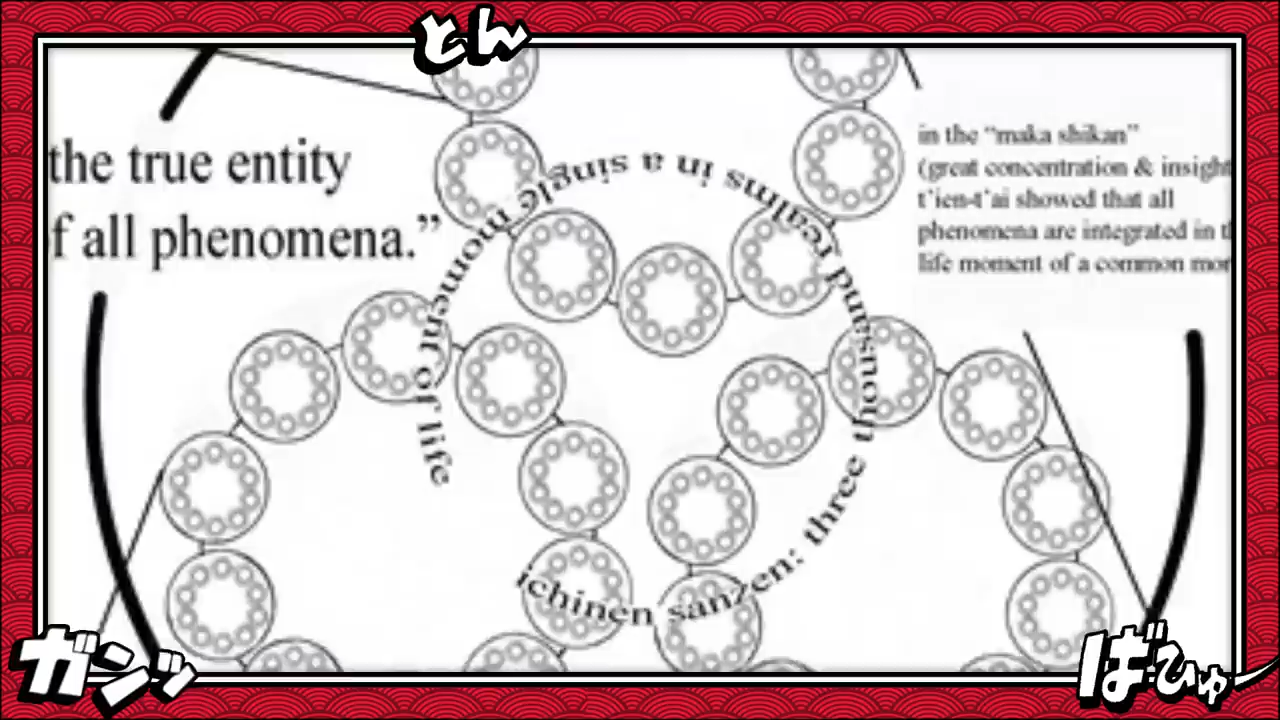 とん
the true entity
f all phenomena.”
in the “maka shikan”
(great concentration & insight
t’ien-t’ai showed that all
phenomena are integrated in th
life moment of a common mor
ichinen sanzen: three thousand realms in a single moment of life
ガンッ
ばひゅー